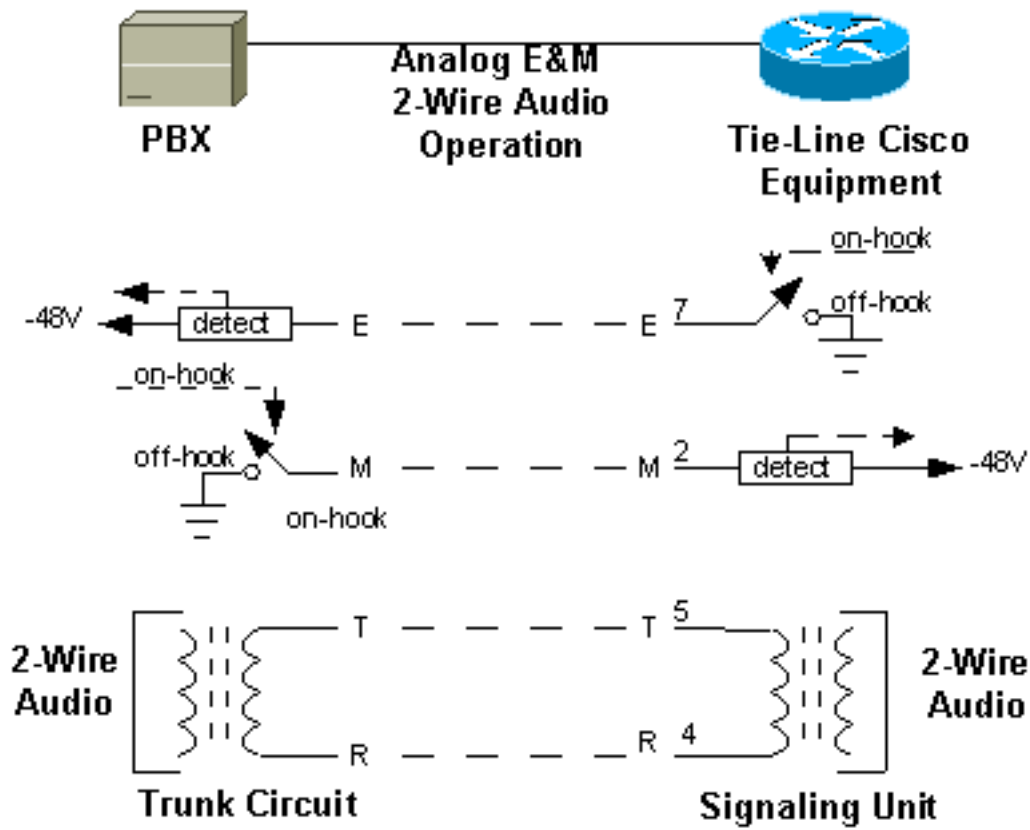 Analog E&M
2-Wire Audio
Operation
PBX
Tie-Line Cisco
Equipment
on-hook
-48V
detect
E
E
7
off-hook
on-hook
off-hook
M
M
2
detect
-48V
on-hook
2-Wire
Audio
T
T
5
2-Wire
Audio
R
R
4
Trunk Circuit
Signaling Unit